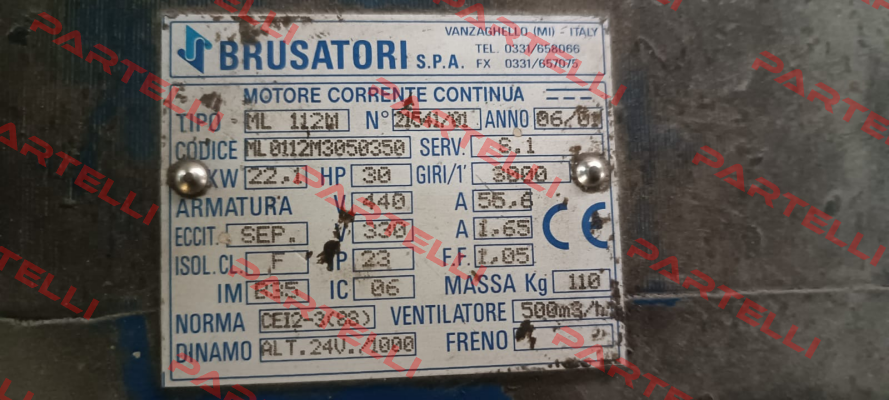 VANZAGHELLO (MI) - ITALY
BRUSATORI S.P.A.
TEL. 0331/658066
FX 0331/657075
MOTORE CORRENTE CONTINUA
TIPO ML 112M N° 21541/01 ANNO 06/01
CODICE ML0112M3050350 SERV. S.1
KW 22.1 HP 30 GIRI/1' 3000
ARMATURA V 440 A 55,6
ECCIT. SEP. V 330 A 1,65
ISOL.CL F IP 23 F.F. 1,05
IM B35 IC 06 MASSA Kg 110
NORMA CEI2-3(88) VENTILATORE 500m3/h
DINAMO ALT.24V./1000 FRENO
CE
PARTELLI